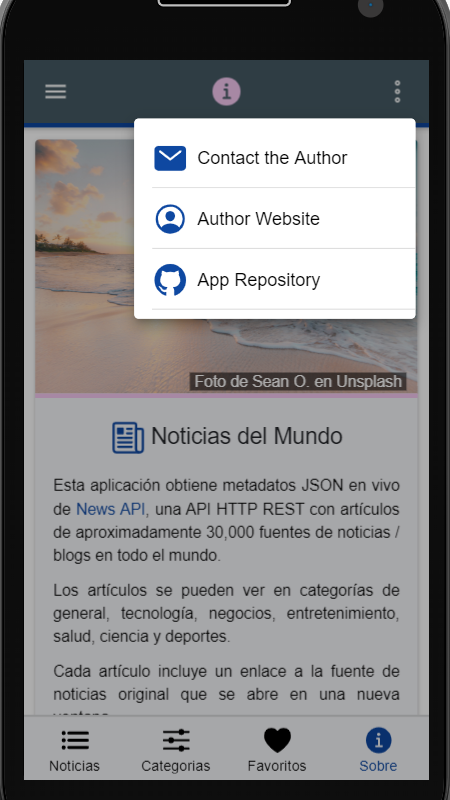 Contact the Author
Author Website
App Repository
Foto de Sean O. en Unsplash
Noticias del Mundo
Esta aplicación obtiene metadatos JSON en vivo
de News API, una API HTTP REST con artículos
de aproximadamente 30,000 fuentes de noticias /
blogs en todo el mundo.
Los artículos se pueden ver en categorías de
general, tecnología, negocios, entretenimiento,
salud, ciencia y deportes.
Cada artículo incluye un enlace a la fuente de
noticias original que se abre en una nueva
ventana
Noticias
Categorias
Favoritos
Sobre